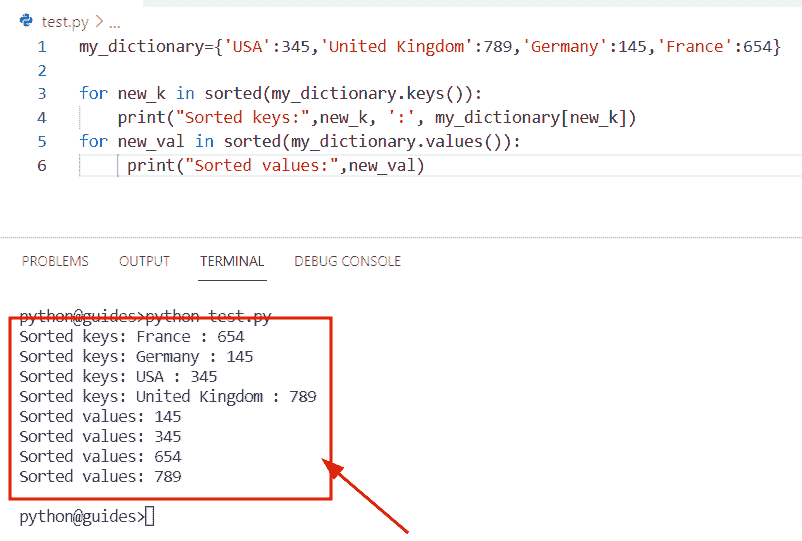 test.py > ...
1 my_dictionary={'USA':345,'United Kingdom':789,'Germany':145,'France':654}
2
3 for new_k in sorted(my_dictionary.keys()):
4 print("Sorted keys:",new_k, ':', my_dictionary[new_k])
5 for new_val in sorted(my_dictionary.values()):
6 print("Sorted values:",new_val)
PROBLEMS OUTPUT TERMINAL DEBUG CONSOLE
python@guides>python test.py
Sorted keys: France : 654
Sorted keys: Germany : 145
Sorted keys: USA : 345
Sorted keys: United Kingdom : 789
Sorted values: 145
Sorted values: 345
Sorted values: 654
Sorted values: 789
python@guides>